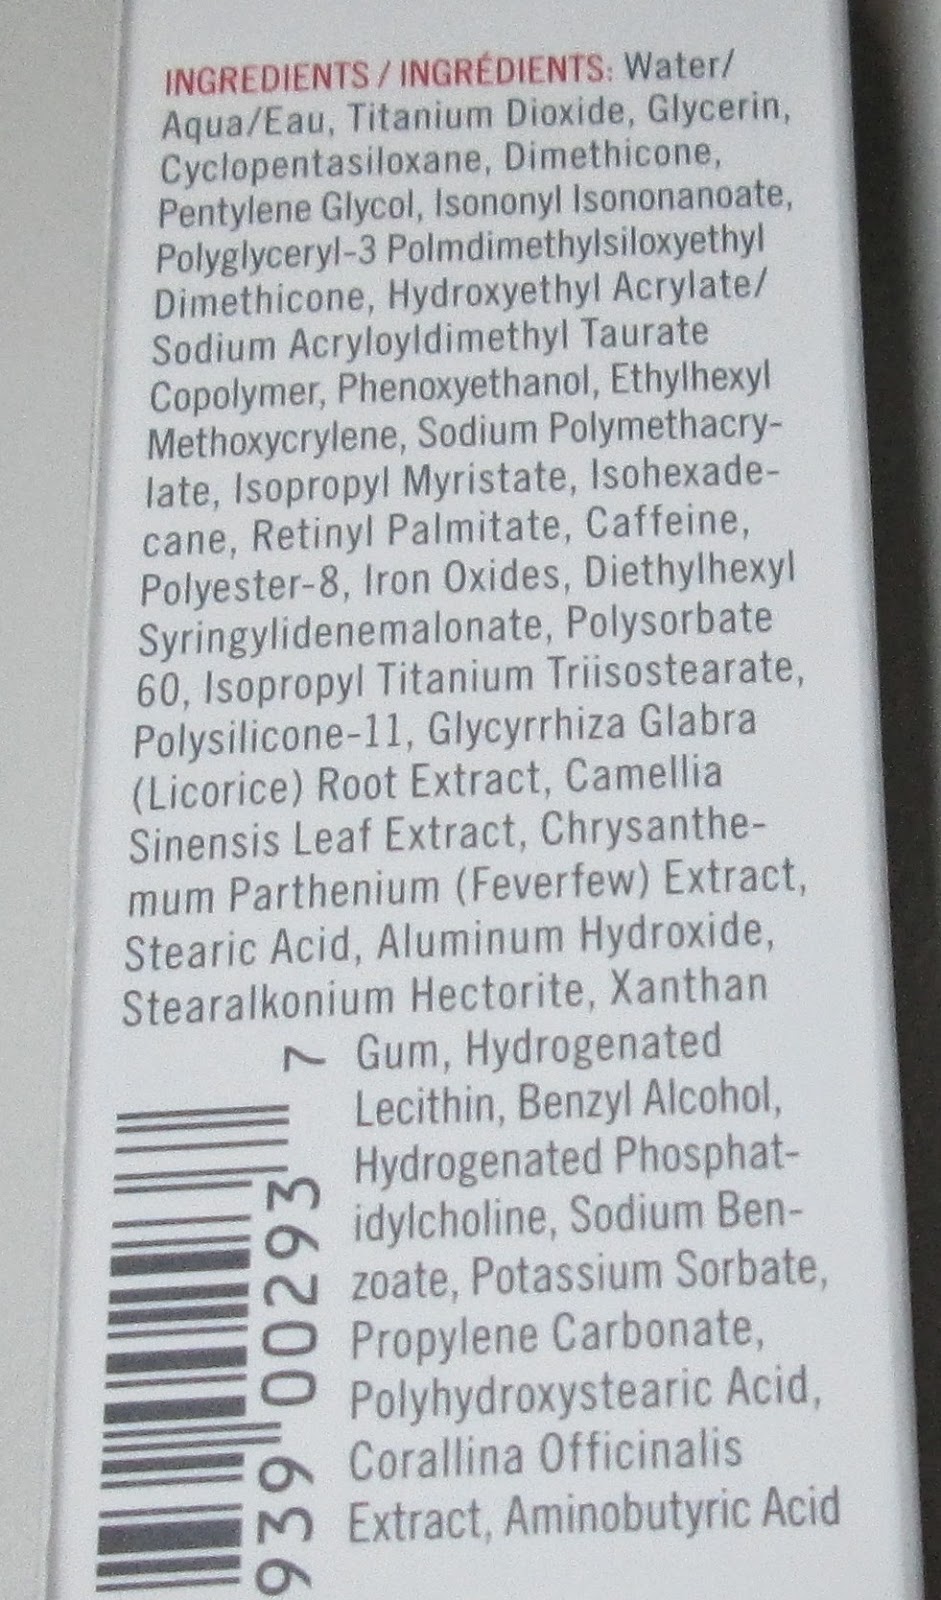 INGREDIENTS / INGRÉDIENTS: Water/
Aqua/Eau, Titanium Dioxide, Glycerin,
Cyclopentasiloxane, Dimethicone,
Pentylene Glycol, Isononyl Isononanoate,
Polyglyceryl-3 Polmdimethylsiloxyethyl
Dimethicone, Hydroxyethyl Acrylate/
Sodium Acryloyldimethyl Taurate
Copolymer, Phenoxyethanol, Ethylhexyl
Methoxycrylene, Sodium Polymethacry-
late, Isopropyl Myristate, Isohexade-
cane, Retinyl Palmitate, Caffeine,
Polyester-8, Iron Oxides, Diethylhexyl
Syringylidenemalonate, Polysorbate
60, Isopropyl Titanium Triisostearate,
Polysilicone-11, Glycyrrhiza Glabra
(Licorice) Root Extract, Camellia
Sinensis Leaf Extract, Chrysanthe-
mum Parthenium (Feverfew) Extract,
Stearic Acid, Aluminum Hydroxide,
Stearalkonium Hectorite, Xanthan
Gum, Hydrogenated
Lecithin, Benzyl Alcohol,
Hydrogenated Phosphat-
idylcholine, Sodium Ben-
zoate, Potassium Sorbate,
Propylene Carbonate,
Polyhydroxystearic Acid,
Corallina Officinalis
Extract, Aminobutyric Acid
939 00293 7